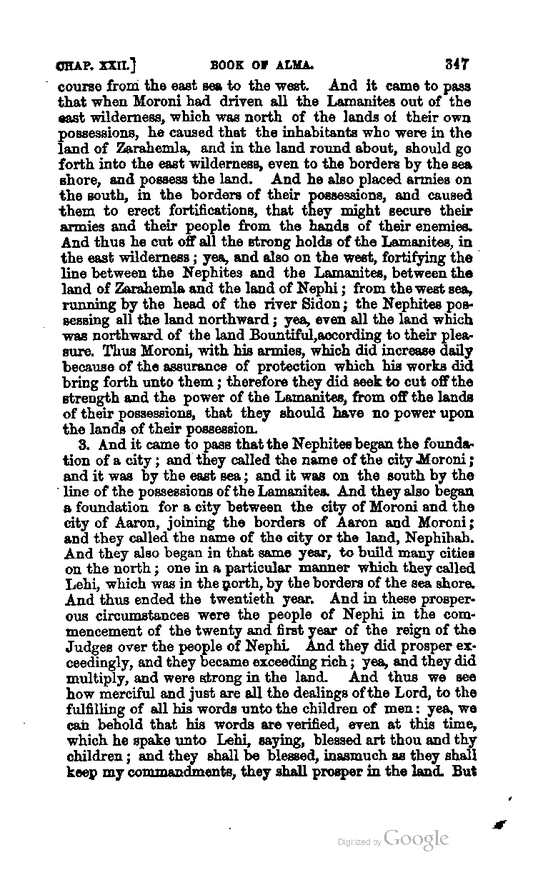 CHAP. XXII.] BOOK OF ALMA. 347
course from the east sea to the west. And it came to pass
that when Moroni had driven all the Lamanites out of the
east wilderness, which was north of the lands of their own
possessions, he caused that the inhabitants who were in the
land of Zarahemla, and in the land round about, should go
forth into the east wilderness, even to the borders by the sea
shore, and possess the land. And he also placed armies on
the south, in the borders of their possessions, and caused
them to erect fortifications, that they might secure their
armies and their people from the hands of their enemies.
And thus he cut off all the strong holds of the Lamanites, in
the east wilderness; yea, and also on the west, fortifying the
line between the Nephites and the Lamanites, between the
land of Zarahemla and the land of Nephi; from the west sea,
running by the head of the river Sidon; the Nephites pos-
sessing all the land northward; yea, even all the land which
was northward of the land Bountiful, according to their plea-
sure. Thus Moroni, with his armies, which did increase daily
because of the assurance of protection which his works did
bring forth unto them; therefore they did seek to cut off the
strength and the power of the Lamanites, from off the lands
of their possessions, that they should have no power upon
the lands of their possession.
3. And it came to pass that the Nephites began the founda-
tion of a city; and they called the name of the city Moroni;
and it was by the east sea; and it was on the south by the
line of the possessions of the Lamanites. And they also began
a foundation for a city between the city of Moroni and the
city of Aaron, joining the borders of Aaron and Moroni;
and they called the name of the city or the land, Nephihah.
And they also began in that same year, to build many cities
on the north; one in a particular manner which they called
Lehi, which was in the north, by the borders of the sea shore.
And thus ended the twentieth year. And in these prosper-
ous circumstances were the people of Nephi in the com-
mencement of the twenty and first year of the reign of the
Judges over the people of Nephi. And they did prosper ex-
ceedingly, and they became exceeding rich; yea, and they did
multiply, and were strong in the land. And thus we see
how merciful and just are all the dealings of the Lord, to the
fulfilling of all his words unto the children of men: yea, we
can behold that his words are verified, even at this time,
which he spake unto Lehi, saying, blessed art thou and thy
children; and they shall be blessed, inasmuch as they shall
keep my commandments, they shall prosper in the land. But
Digitized by Google